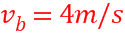 v_b = 4m/s